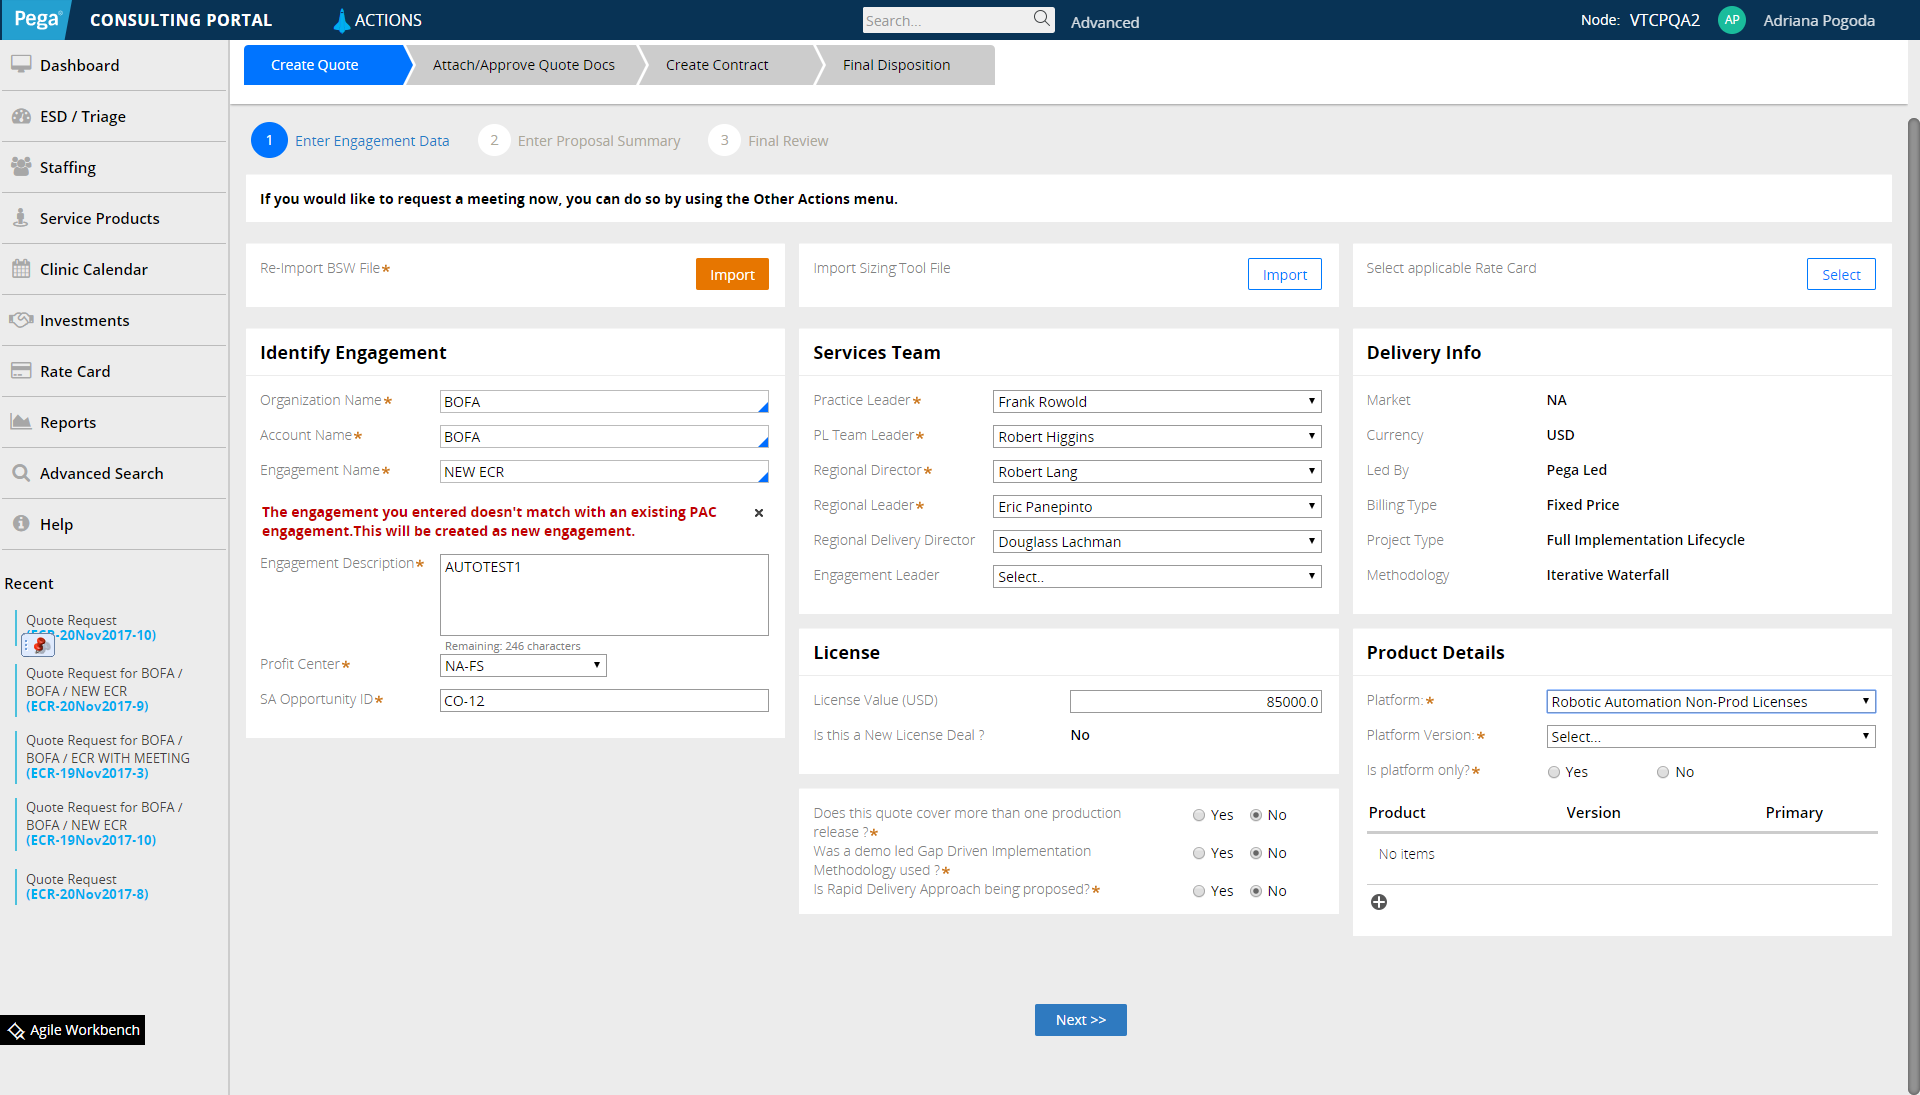 Pega CONSULTING PORTAL ACTIONS Search... Advanced Node: VTCPQA2 AP Adriana Pogoda
Dashboard
ESD / Triage
Staffing
Service Products
Clinic Calendar
Investments
Rate Card
Reports
Advanced Search
Help
Recent
Quote Request
-20Nov2017-10)
Quote Request for BOFA /
BOFA / NEW ECR
(ECR-20Nov2017-9)
Quote Request for BOFA /
BOFA / ECR WITH MEETING
(ECR-19Nov2017-3)
Quote Request for BOFA /
BOFA / NEW ECR
(ECR-19Nov2017-10)
Quote Request
(ECR-20Nov2017-8)
Agile Workbench
Create Quote Attach/Approve Quote Docs Create Contract Final Disposition
1 Enter Engagement Data 2 Enter Proposal Summary 3 Final Review
If you would like to request a meeting now, you can do so by using the Other Actions menu.
Re-Import BSW File* Import
Import Sizing Tool File Import
Select applicable Rate Card Select
Identify Engagement
Organization Name* BOFA
Account Name* BOFA
Engagement Name* NEW ECR
The engagement you entered doesn't match with an existing PAC
engagement.This will be created as new engagement.
Engagement Description* AUTOTEST1
Remaining: 246 characters
Profit Center* NA-FS
SA Opportunity ID* CO-12
Services Team
Practice Leader* Frank Rowold
PL Team Leader* Robert Higgins
Regional Director* Robert Lang
Regional Leader* Eric Panepinto
Regional Delivery Director Douglass Lachman
Engagement Leader Select..
License
License Value (USD) 85000.0
Is this a New License Deal ? No
Does this quote cover more than one production
release ?* Yes No
Was a demo led Gap Driven Implementation
Methodology used ?* Yes No
Is Rapid Delivery Approach being proposed?* Yes No
Delivery Info
Market NA
Currency USD
Led By Pega Led
Billing Type Fixed Price
Project Type Full Implementation Lifecycle
Methodology Iterative Waterfall
Product Details
Platform:* Robotic Automation Non-Prod Licenses
Platform Version:* Select...
Is platform only?* Yes No
Product Version Primary
No items
Next >>